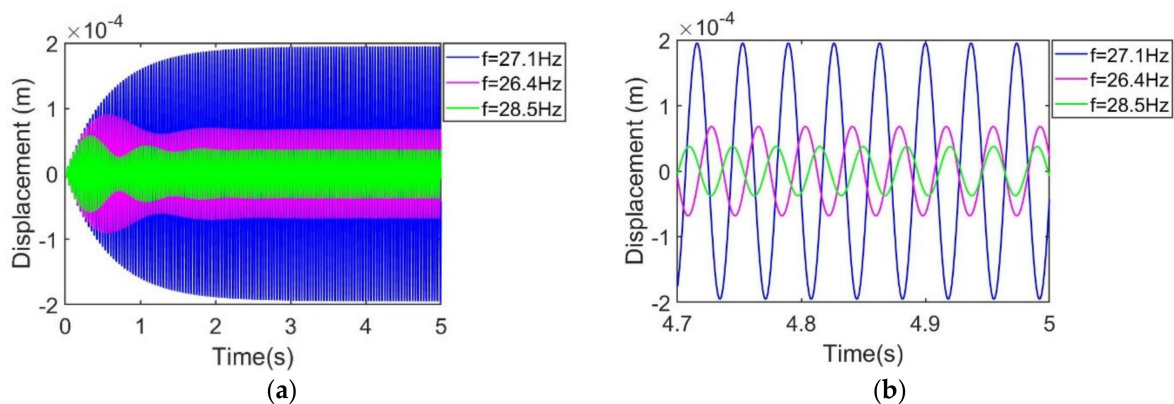 ×10⁻⁴
2
1
0
-1
-2
Displacement (m)
0 1 2 3 4 5
Time(s)
f=27.1Hz
f=26.4Hz
f=28.5Hz
(a)
×10⁻⁴
2
1
0
-1
-2
Displacement (m)
4.7 4.8 4.9 5
Time(s)
f=27.1Hz
f=26.4Hz
f=28.5Hz
(b)